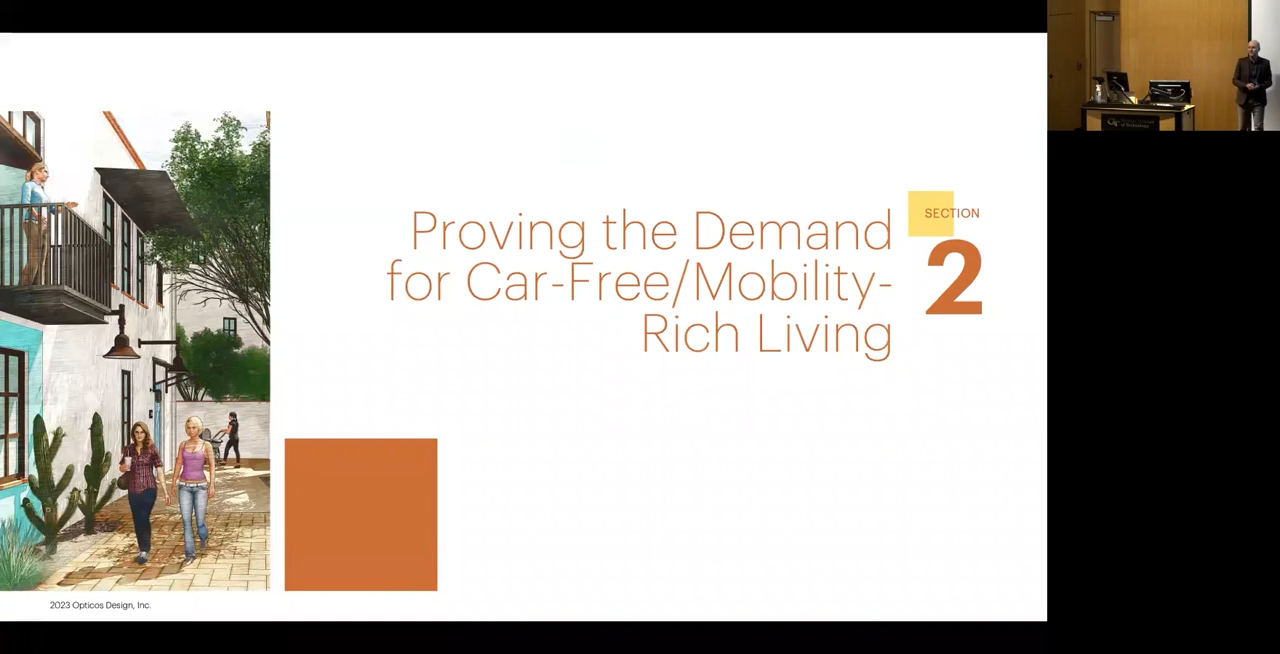 Proving the Demand
for Car-Free/Mobility-
Rich Living
SECTION
2
2023 Opticos Design, Inc.